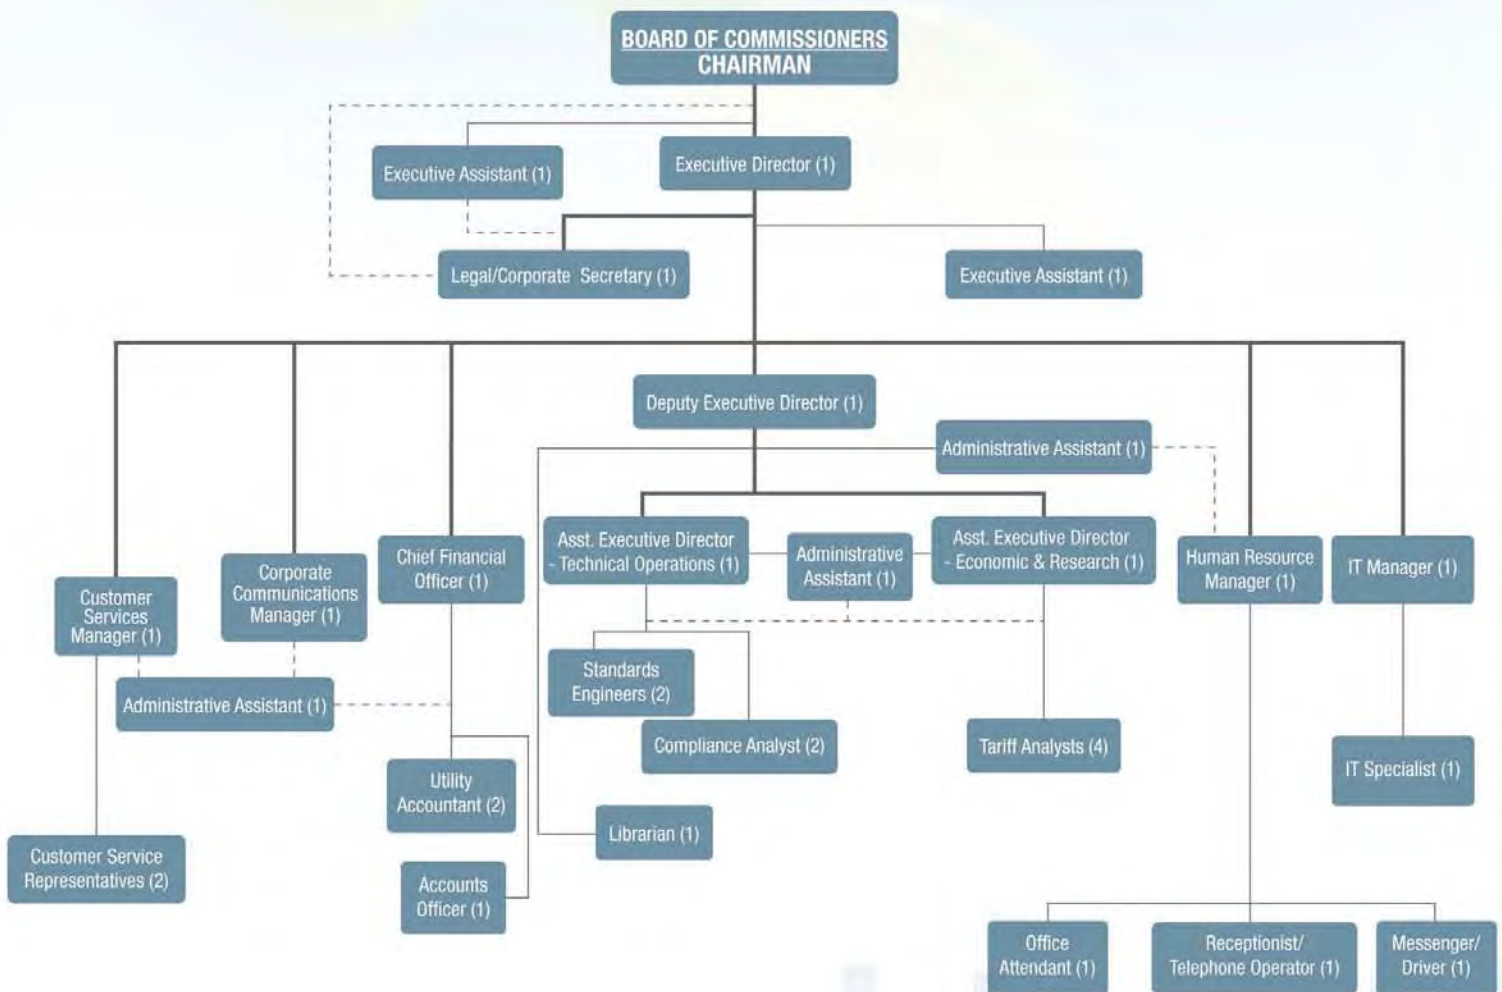 BOARD OF COMMISSIONERS
CHAIRMAN
Executive Assistant (1)
Executive Director (1)
Legal/Corporate Secretary (1)
Executive Assistant (1)
Deputy Executive Director (1)
Administrative Assistant (1)
Customer
Services
Manager (1)
Corporate
Communications
Manager (1)
Chief Financial
Officer (1)
Asst. Executive Director
- Technical Operations (1)
Administrative
Assistant (1)
Asst. Executive Director
- Economic & Research (1)
Human Resource
Manager (1)
IT Manager (1)
Administrative Assistant (1)
Standards
Engineers (2)
Compliance Analyst (2)
Tariff Analysts (4)
Utility
Accountant (2)
IT Specialist (1)
Librarian (1)
Customer Service
Representatives (2)
Accounts
Officer (1)
Office
Attendant (1)
Receptionist/
Telephone Operator (1)
Messenger/
Driver (1)